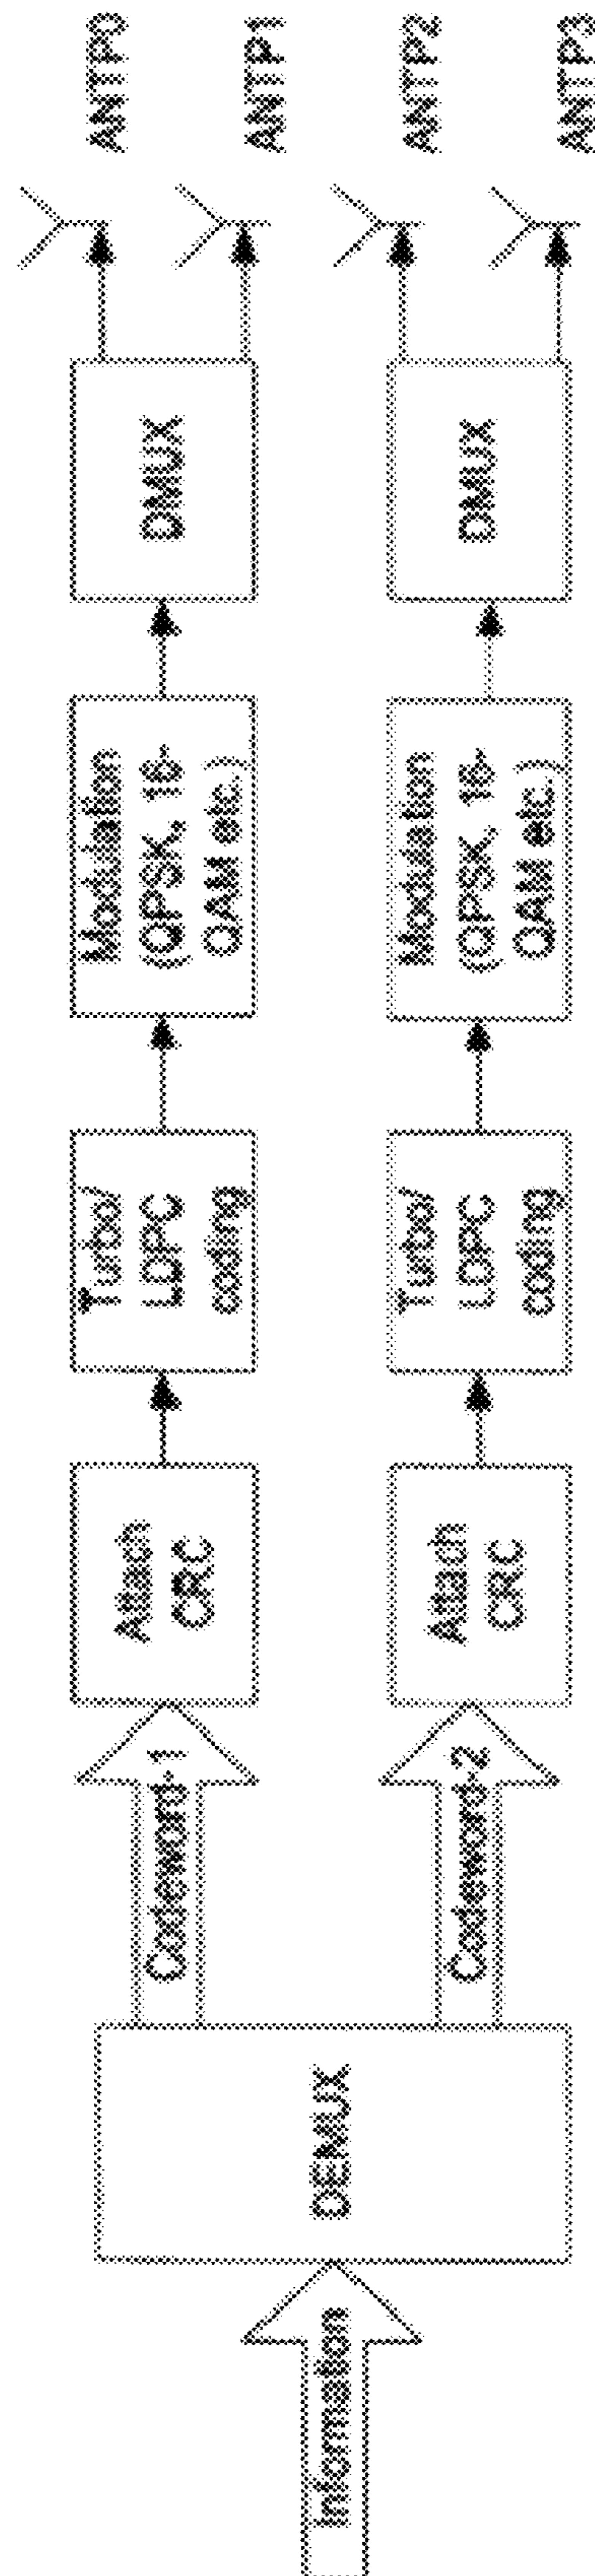 Information
DEMUX
Codeword-1
Attach
CRC
Turbo/
LDPC
coding
Modulation
(QPSK, 16-
QAM etc.)
DMUX
ANTP0
ANTP1
Codeword-2
Attach
CRC
Turbo/
LDPC
coding
Modulation
(QPSK, 16-
QAM etc.)
DMUX
ANTP2
ANTP3